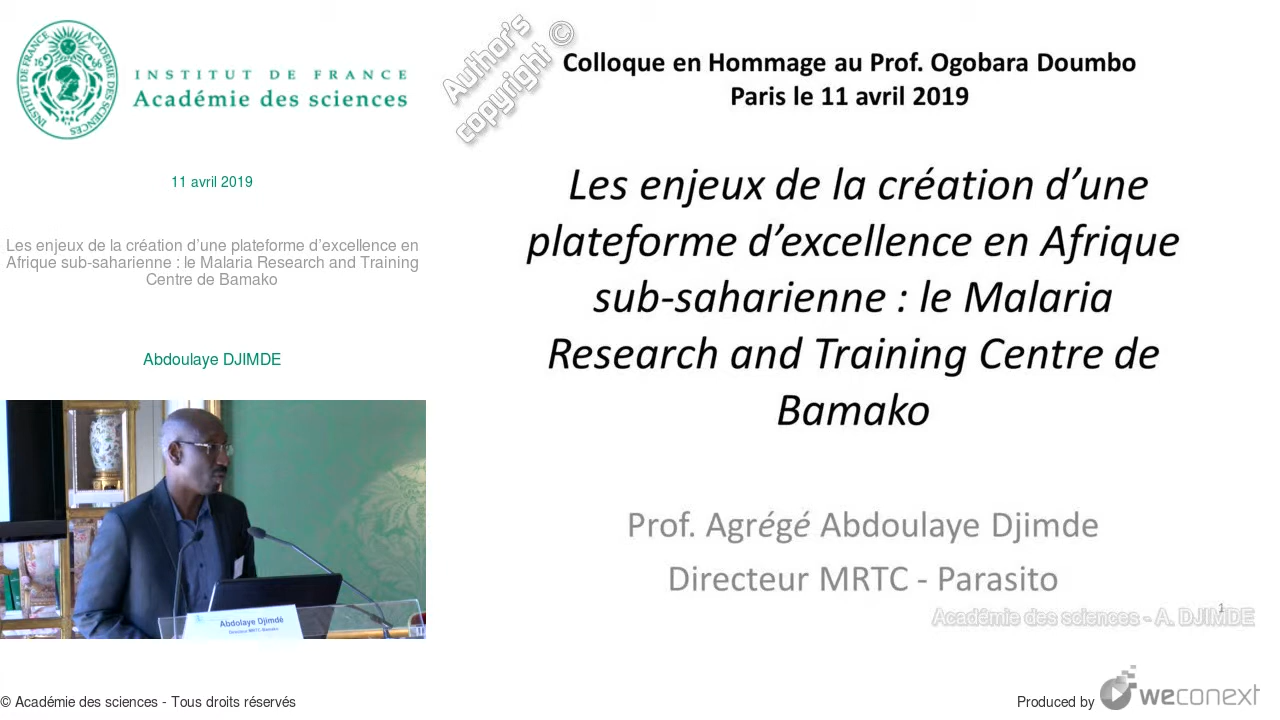 INSTITUT DE FRANCE
Académie des sciences
11 avril 2019
Les enjeux de la création d'une plateforme d'excellence en
Afrique sub-saharienne : le Malaria Research and Training
Centre de Bamako
Abdoulaye DJIMDE
Abdolaye Djimdé
Directeur MRTC-Bamako
Author's
copyright ©
Colloque en Hommage au Prof. Ogobara Doumbo
Paris le 11 avril 2019
Les enjeux de la création d'une
plateforme d'excellence en Afrique
sub-saharienne : le Malaria
Research and Training Centre de
Bamako
Prof. Agrégé Abdoulaye Djimde
Directeur MRTC - Parasito
1
Académie des sciences - A. DJIMDE
© Académie des sciences - Tous droits réservés
Produced by
weconext